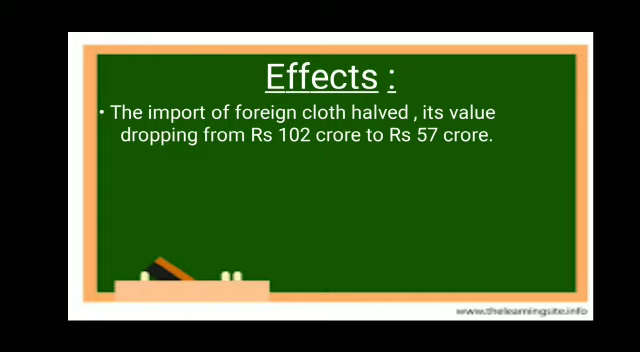 Effects :
• The import of foreign cloth halved , its value
dropping from Rs 102 crore to Rs 57 crore.
www.thelearningsite.info